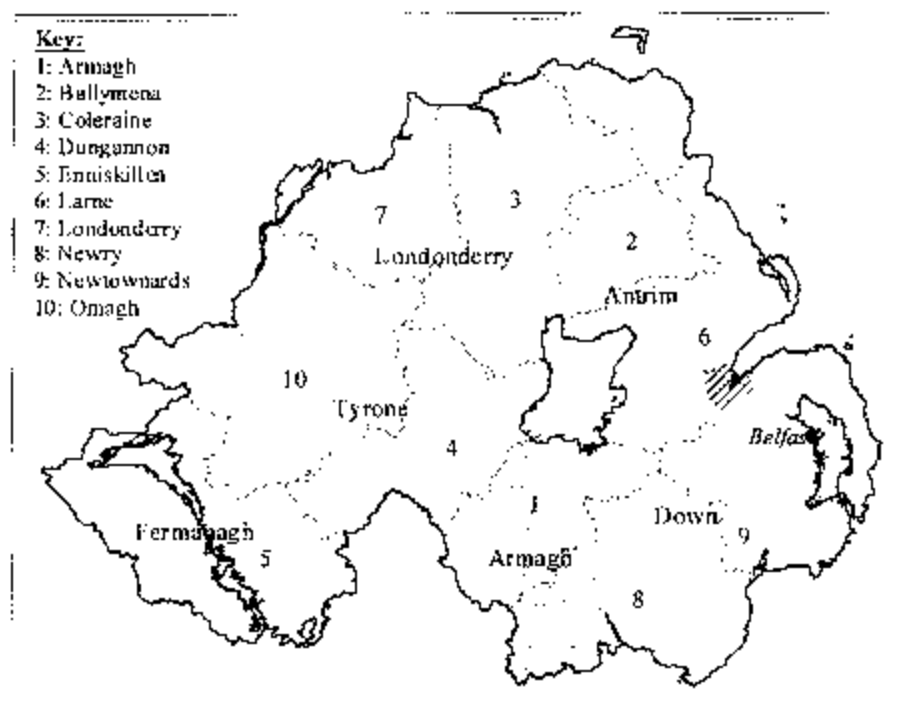 Key:
1: Armagh
2: Ballymena
3: Coleraine
4: Dungannon
5: Enniskillen
6: Larne
7: Londonderry
8: Newry
9: Newtownards
10: Omagh
7
3
2
Londonderry
Antrim
6
10
Tyrone
4
Belfas
1
Down
Fermanagh
9
5
Armagh
8